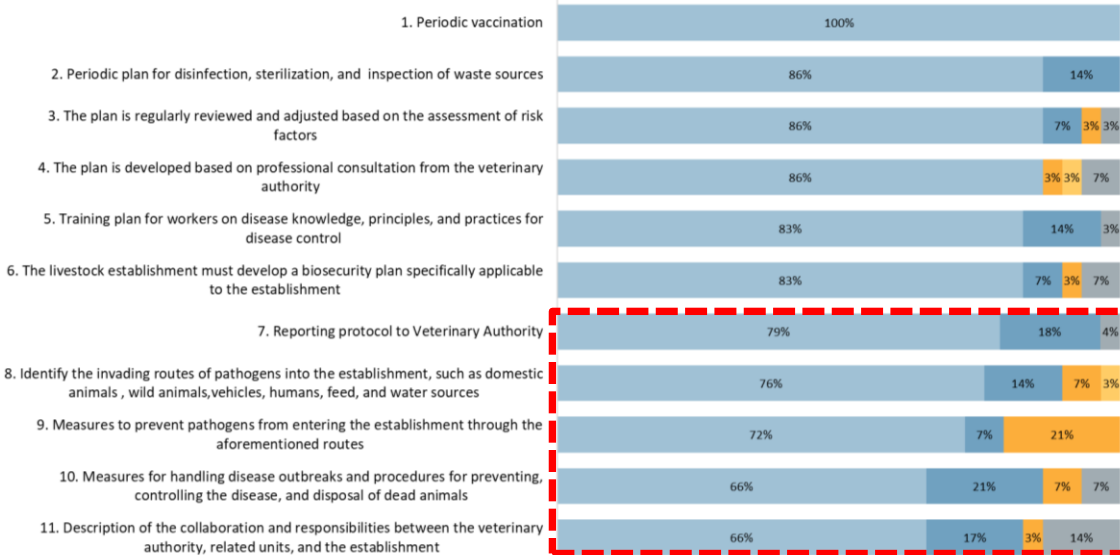 1. Periodic vaccination
100%
2. Periodic plan for disinfection, sterilization, and inspection of waste sources
86%
14%
3. The plan is regularly reviewed and adjusted based on the assessment of risk
factors
86%
7%
3%
3%
4. The plan is developed based on professional consultation from the veterinary
authority
86%
3%
3%
7%
5. Training plan for workers on disease knowledge, principles, and practices for
disease control
83%
14%
3%
6. The livestock establishment must develop a biosecurity plan specifically applicable
to the establishment
83%
7%
3%
7%
7. Reporting protocol to Veterinary Authority
79%
18%
4%
8. Identify the invading routes of pathogens into the establishment, such as domestic
animals , wild animals,vehicles, humans, feed, and water sources
76%
14%
7%
3%
9. Measures to prevent pathogens from entering the establishment through the
aforementioned routes
72%
7%
21%
10. Measures for handling disease outbreaks and procedures for preventing,
controlling the disease, and disposal of dead animals
66%
21%
7%
7%
11. Description of the collaboration and responsibilities between the veterinary
authority, related units, and the establishment
66%
17%
3%
14%